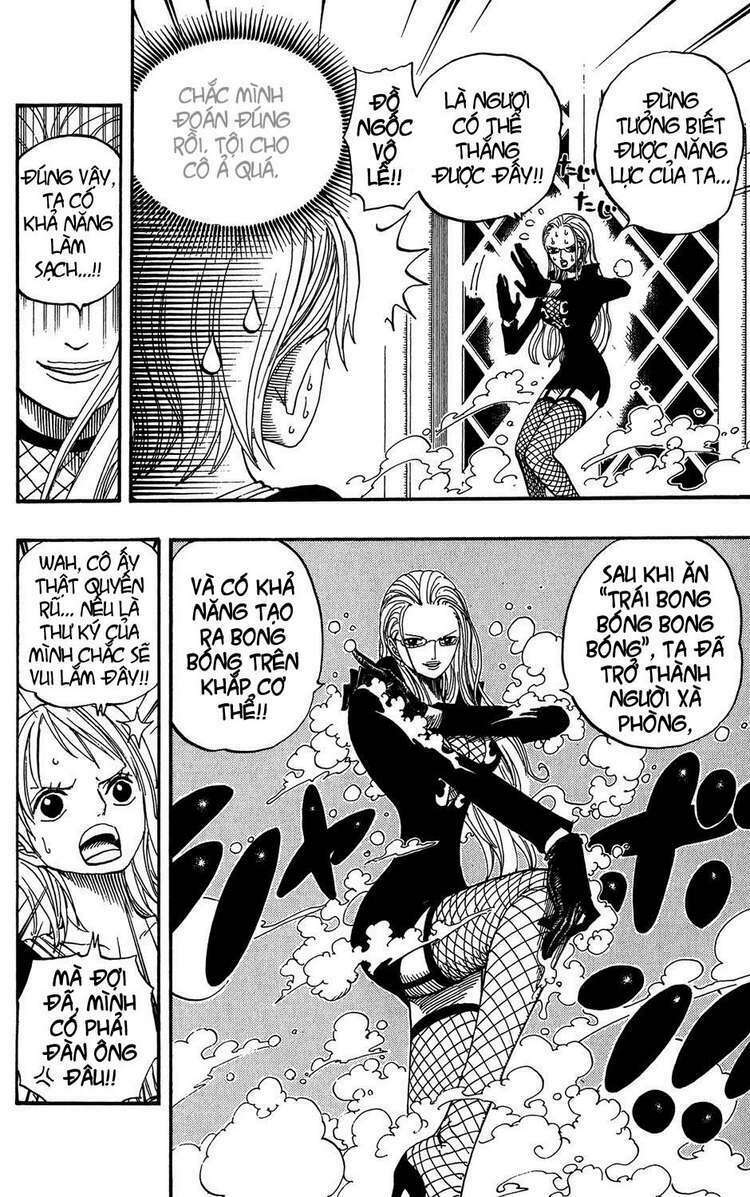 ĐỪNG
TƯỞNG BIẾT
ĐƯỢC NĂNG
LỰC CỦA TA...
LÀ NGƯƠI
CÓ THỂ
THẮNG
ĐƯỢC ĐẤY!!
ĐỒ
NGỐC
VÔ
LỄ!!
たじ
たじ
CHẮC MÌNH
ĐOÁN ĐÚNG
RỒI. TỘI CHO
CÔ Ả QUÁ.
ĐÚNG VẬY,
TA CÓ
KHẢ NĂNG
LÀM
SẠCH...!!
SAU KHI ĂN
“TRÁI BONG
BÓNG BONG
BÓNG”, TA ĐÃ
TRỞ THÀNH
NGƯỜI XÀ
PHÒNG,
VÀ CÓ KHẢ
NĂNG TẠO
RA BONG
BÓNG TRÊN
KHẮP CƠ
THỂ!!
WAH, CÔ ẤY
THẬT QUYẾN
RŨ... NẾU LÀ
THƯ KÝ CỦA
MÌNH CHẮC SẼ
VUI LẮM ĐÂY!!
MÀ ĐỢI
ĐÃ, MÌNH
CÓ PHẢI
ĐÀN ÔNG
ĐÂU!!